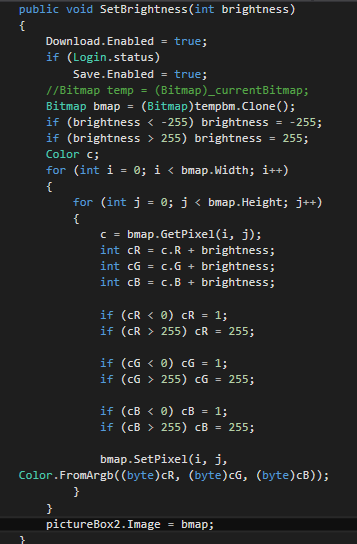 public void SetBrightness(int brightness)
{
Download.Enabled = true;
if (Login.status)
Save.Enabled = true;
//Bitmap temp = (Bitmap)_currentBitmap;
Bitmap bmap = (Bitmap)tempbm.Clone();
if (brightness < -255) brightness = -255;
if (brightness > 255) brightness = 255;
Color c;
for (int i = 0; i < bmap.Width; i++)
{
for (int j = 0; j < bmap.Height; j++)
{
c = bmap.GetPixel(i, j);
int cR = c.R + brightness;
int cG = c.G + brightness;
int cB = c.B + brightness;
if (cR < 0) cR = 1;
if (cR > 255) cR = 255;
if (cG < 0) cG = 1;
if (cG > 255) cG = 255;
if (cB < 0) cB = 1;
if (cB > 255) cB = 255;
bmap.SetPixel(i, j,
Color.FromArgb((byte)cR, (byte)cG, (byte)cB));
}
}
pictureBox2.Image = bmap;
}